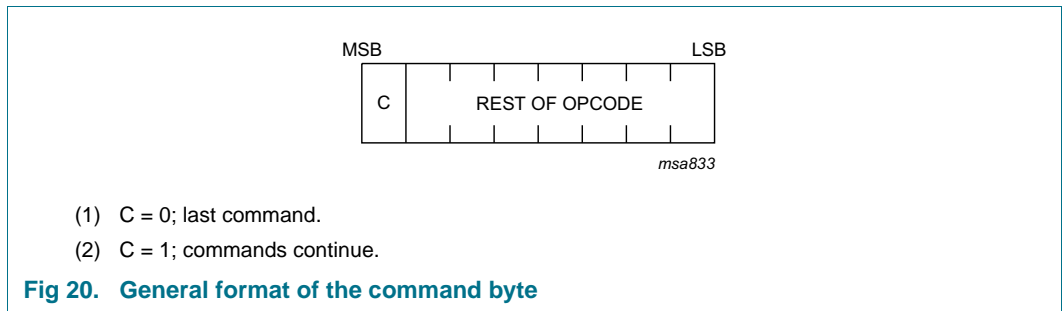 MSB LSB
C REST OF OPCODE
msa833
(1) C = 0; last command.
(2) C = 1; commands continue.
Fig 20. General format of the command byte